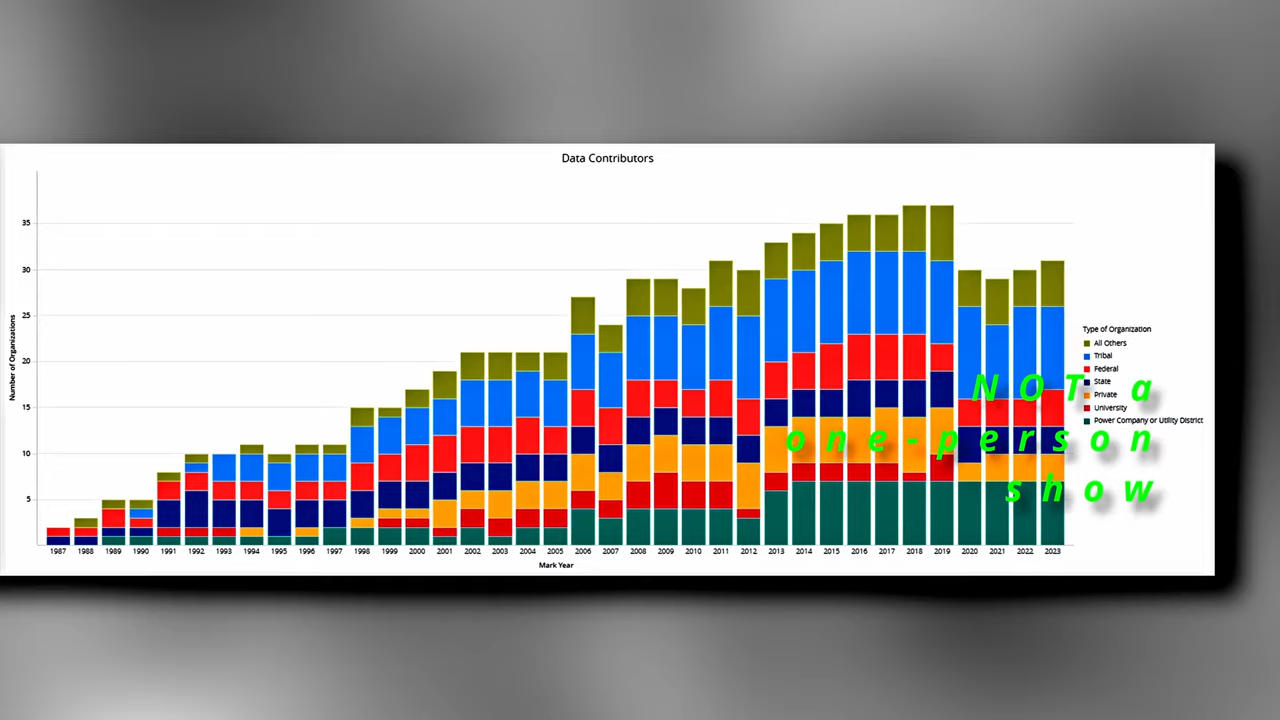 Data Contributors
Number of Organizations
35
30
25
20
15
10
5
1987 1988 1989 1990 1991 1992 1993 1994 1995 1996 1997 1998 1999 2000 2001 2002 2003 2004 2005 2006 2007 2008 2009 2010 2011 2012 2013 2014 2015 2016 2017 2018 2019 2020 2021 2022 2023
Mark Year
Type of Organization
All Others
Tribal
Federal
State
Private
University
Power Company or Utility District
NOT a
one-person
show